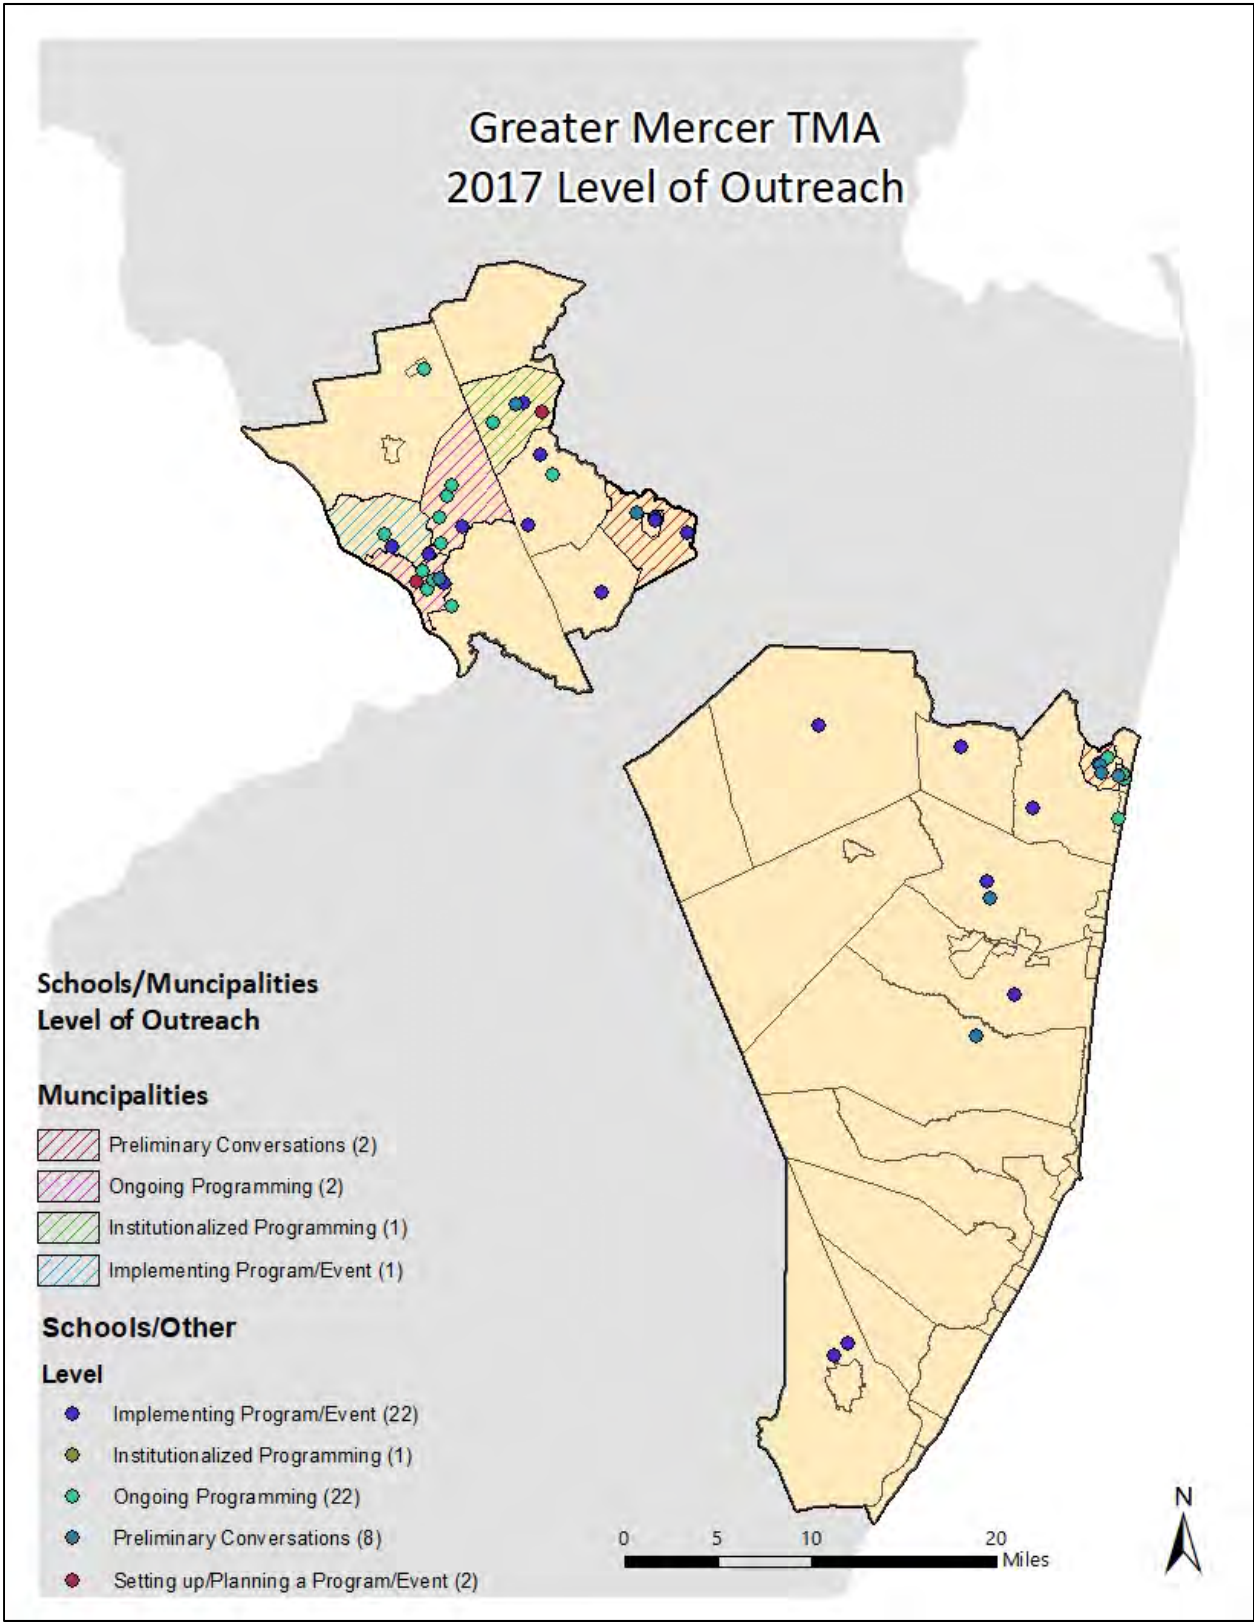 Greater Mercer TMA
2017 Level of Outreach
Schools/Muncipalities
Level of Outreach
Muncipalities
Preliminary Conversations (2)
Ongoing Programming (2)
Institutionalized Programming (1)
Implementing Program/Event (1)
Schools/Other
Level
Implementing Program/Event (22)
Institutionalized Programming (1)
Ongoing Programming (22)
Preliminary Conversations (8)
Setting up/Planning a Program/Event (2)
0 5 10 20
Miles
N